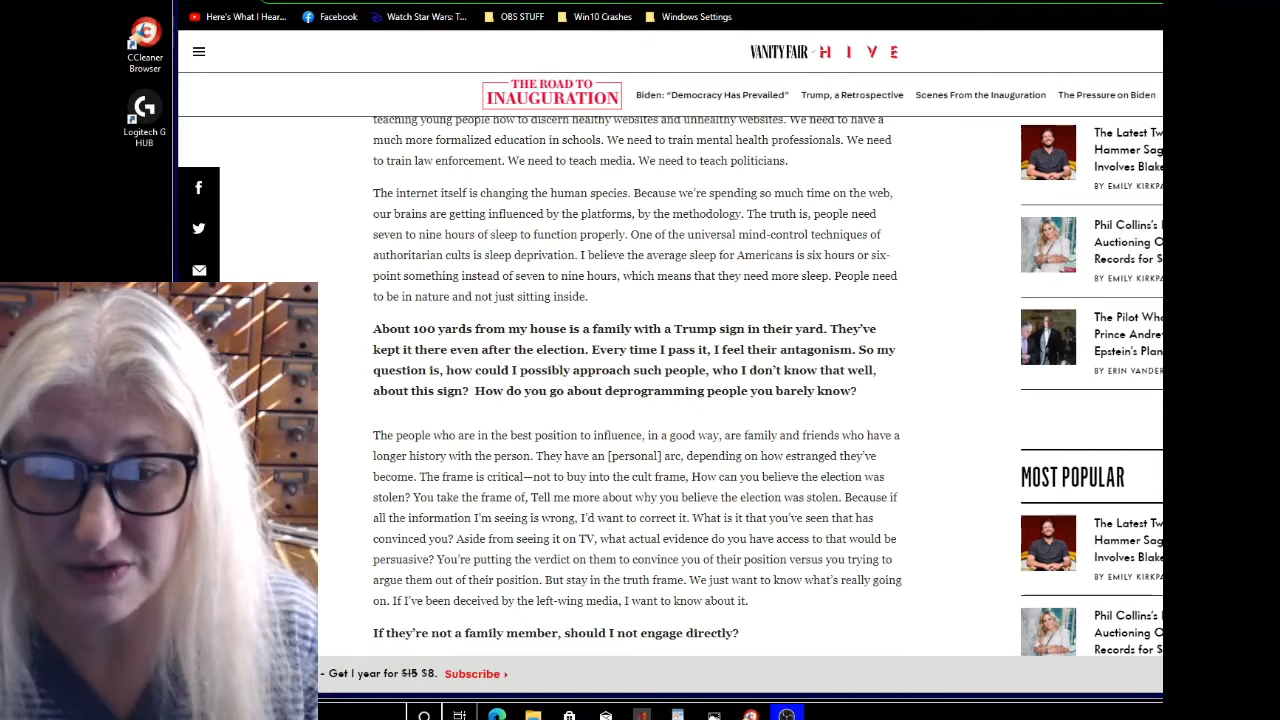 Here's What I Hear...
Facebook
Watch Star Wars: T...
OBS STUFF
Win10 Crashes
Windows Settings
CCleaner
Browser
Logitech G
HUB
VANITY FAIR HIVE
THE ROAD TO
INAUGURATION
Biden: “Democracy Has Prevailed”
Trump, a Retrospective
Scenes From the Inauguration
The Pressure on Biden
teaching young people how to discern healthy websites and unhealthy websites. We need to have a
much more formalized education in schools. We need to train mental health professionals. We need
to train law enforcement. We need to teach media. We need to teach politicians.
The internet itself is changing the human species. Because we’re spending so much time on the web,
our brains are getting influenced by the platforms, by the methodology. The truth is, people need
seven to nine hours of sleep to function properly. One of the universal mind-control techniques of
authoritarian cults is sleep deprivation. I believe the average sleep for Americans is six hours or six-
point something instead of seven to nine hours, which means that they need more sleep. People need
to be in nature and not just sitting inside.
About 100 yards from my house is a family with a Trump sign in their yard. They’ve
kept it there even after the election. Every time I pass it, I feel their antagonism. So my
question is, how could I possibly approach such people, who I don’t know that well,
about this sign? How do you go about deprogramming people you barely know?
The people who are in the best position to influence, in a good way, are family and friends who have a
longer history with the person. They have an [personal] arc, depending on how estranged they’ve
become. The frame is critical—not to buy into the cult frame, How can you believe the election was
stolen? You take the frame of, Tell me more about why you believe the election was stolen. Because if
all the information I’m seeing is wrong, I’d want to correct it. What is it that you’ve seen that has
convinced you? Aside from seeing it on TV, what actual evidence do you have access to that would be
persuasive? You’re putting the verdict on them to convince you of their position versus you trying to
argue them out of their position. But stay in the truth frame. We just want to know what’s really going
on. If I’ve been deceived by the left-wing media, I want to know about it.
If they’re not a family member, should I not engage directly?
The Latest Tw
Hammer Sag
Involves Blake
BY EMILY KIRKPA
Phil Collins’s
Auctioning O
Records for $
BY EMILY KIRKPA
The Pilot Who
Prince Andre
Epstein’s Plan
BY ERIN VANDER
MOST POPULAR
The Latest Tw
Hammer Sag
Involves Blake
BY EMILY KIRKPA
Phil Collins’s
Auctioning O
Records for $
- Get 1 year for $15 $8. Subscribe ›